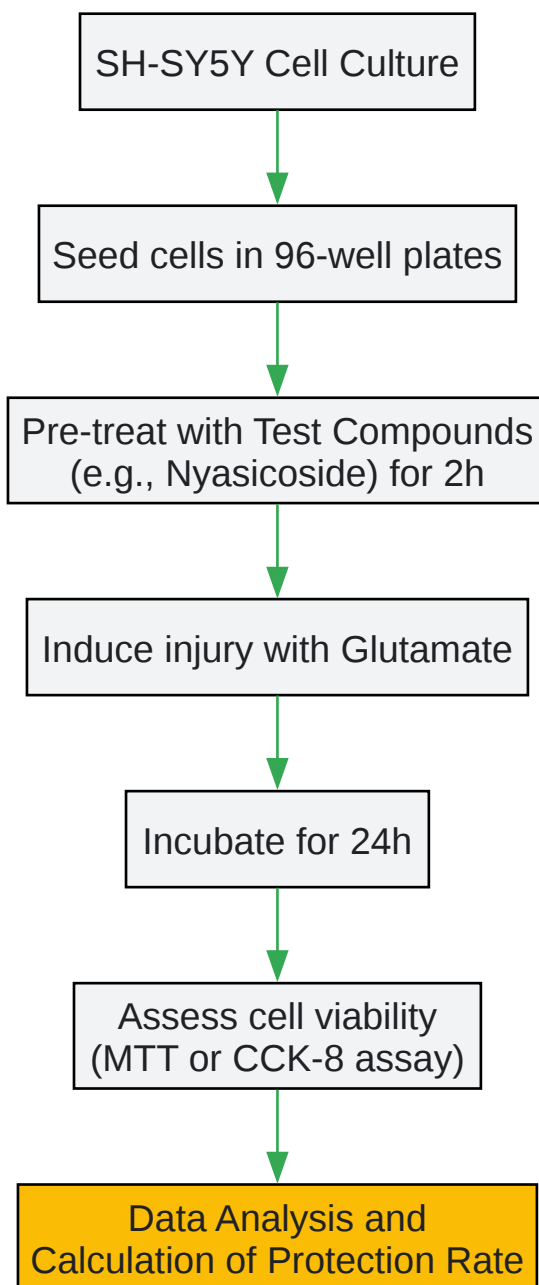 SH-SY5Y Cell Culture
Seed cells in 96-well plates
Pre-treat with Test Compounds
(e.g., Nyasicoside) for 2h
Induce injury with Glutamate
Incubate for 24h
Assess cell viability
(MTT or CCK-8 assay)
Data Analysis and
Calculation of Protection Rate